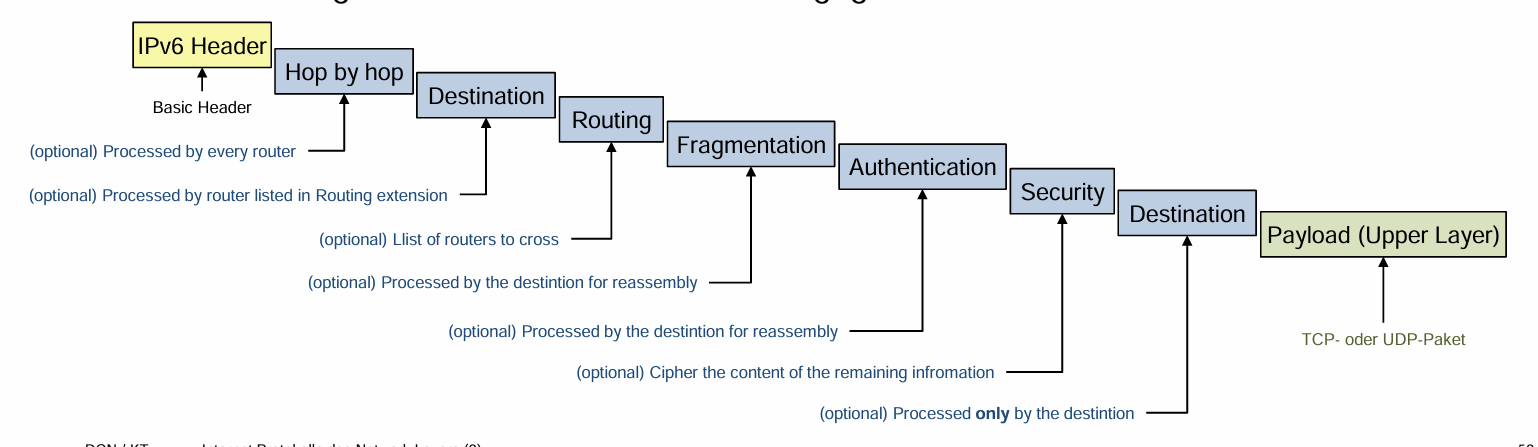 IPv6 Header
Hop by hop
Destination
Routing
Fragmentation
Authentication
Security
Destination
Payload (Upper Layer)
Basic Header
(optional) Processed by every router
(optional) Processed by router listed in Routing extension
(optional) Llist of routers to cross
(optional) Processed by the destintion for reassembly
(optional) Processed by the destintion for reassembly
(optional) Cipher the content of the remaining infromation
(optional) Processed only by the destintion
TCP- oder UDP-Paket